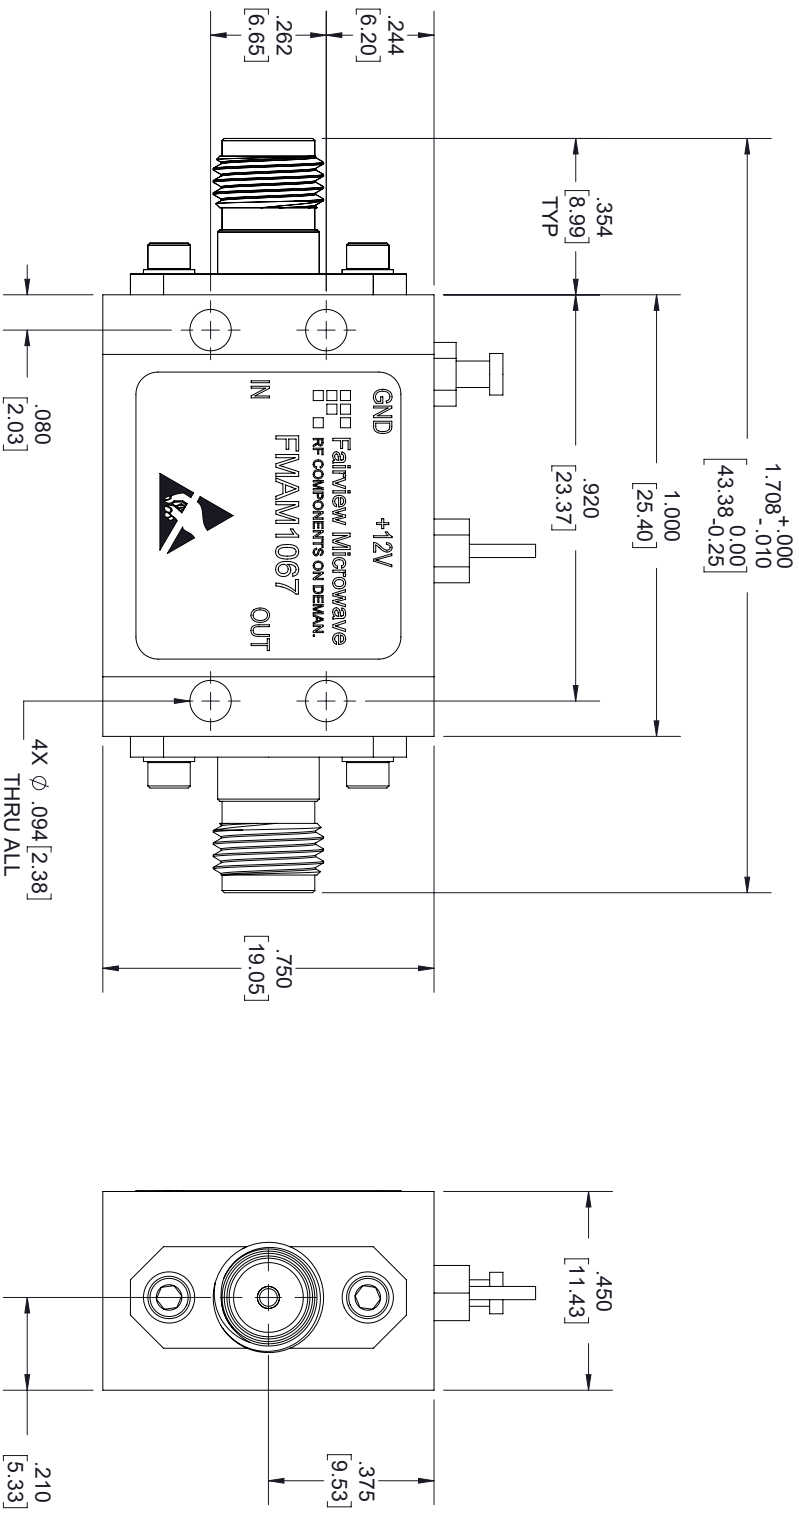 1.708+.000
-.010
[43.38 0.00
-0.25]
1.000
[25.40]
.920
[23.37]
.354
[8.99]
TYP
.244
[6.20]
.262
[6.65]
GND
+12V
Fairview Microwave
RF COMPONENTS ON DEMAN.
FMAM1067
IN
OUT
.080
[2.03]
4X Ø .094[2.38]
THRU ALL
.750
[19.05]
.450
[11.43]
.375
[9.53]
.210
[5.33]